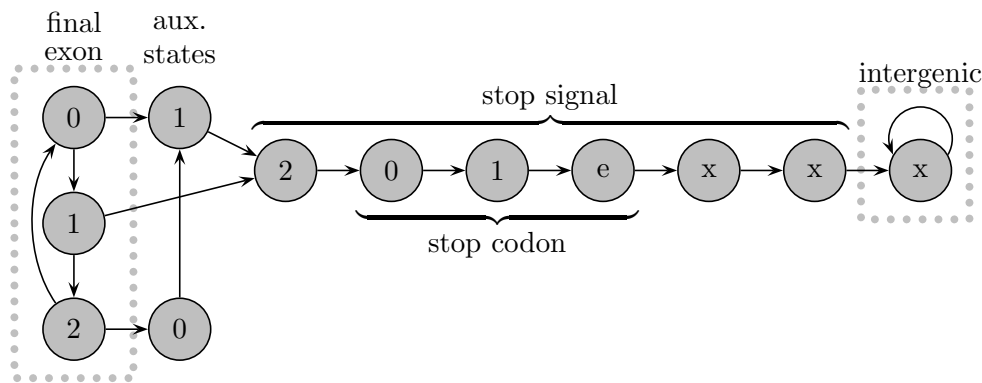 final
exon
aux.
states
stop signal
intergenic
0
1
2
0
1
e
x
x
x
1
stop codon
2
0